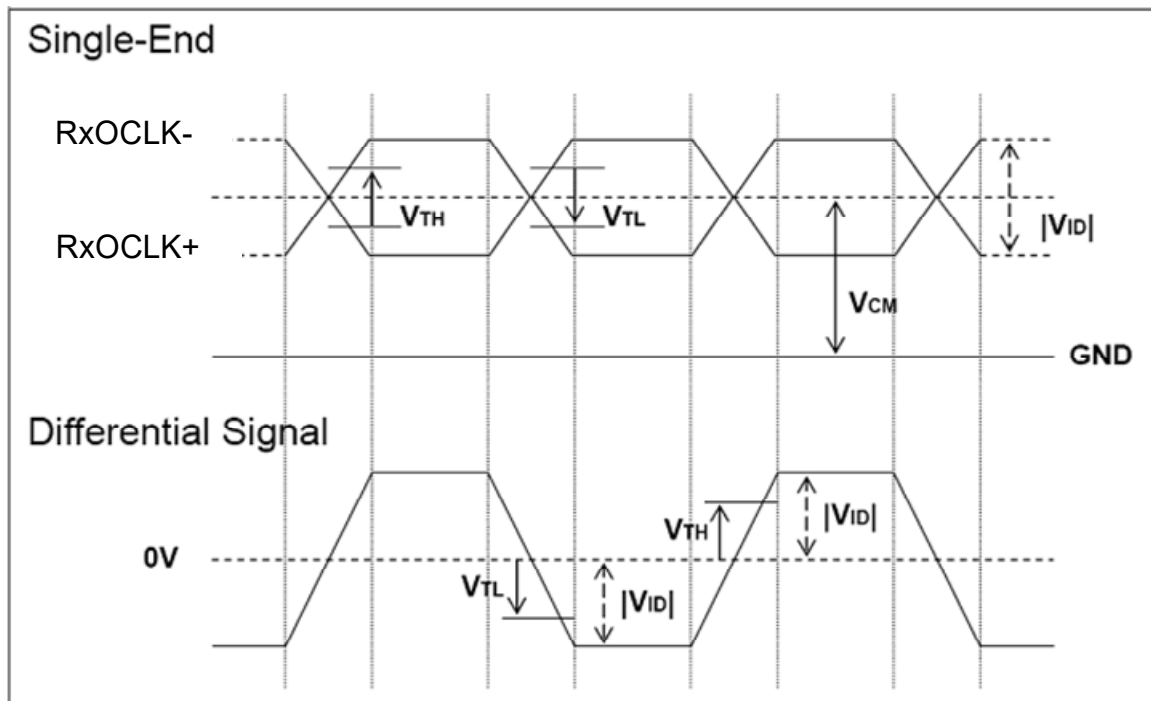 Single-End
RxOCLK-
VTH
VTL
|VID|
RxOCLK+
VCM
GND
Differential Signal
VTH
|VID|
0V
VTL
|VID|